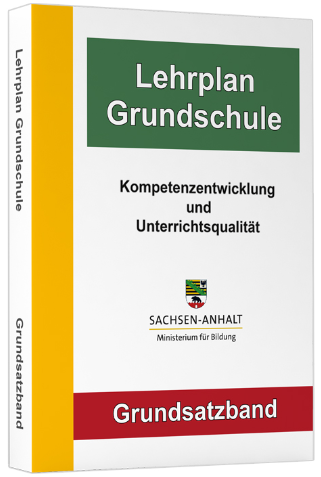 Lehrplan Grundschule
Grundsatzband
Lehrplan
Grundschule
Kompetenzentwicklung
und
Unterrichtsqualität
SACHSEN-ANHALT
Ministerium für Bildung
Grundsatzband